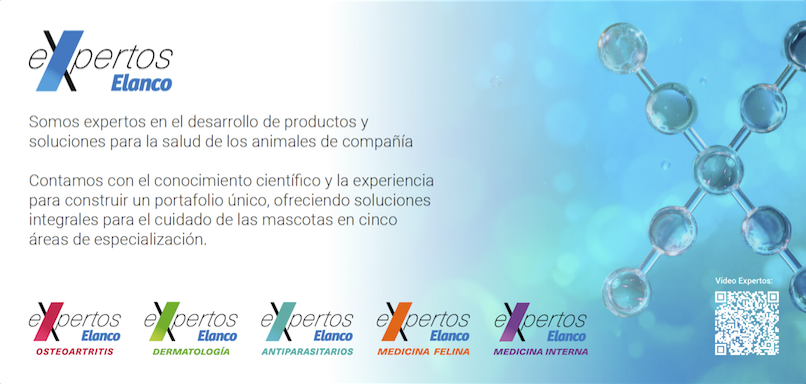 eXpertos
Elanco
Somos expertos en el desarrollo de productos y
soluciones para la salud de los animales de compañía
Contamos con el conocimiento científico y la experiencia
para construir un portafolio único, ofreciendo soluciones
integrales para el cuidado de las mascotas en cinco
áreas de especialización.
Vídeo Expertos:
eXpertos
Elanco
OSTEOARTRITIS
eXpertos
Elanco
DERMATOLOGÍA
eXpertos
Elanco
ANTIPARASITARIOS
eXpertos
Elanco
MEDICINA FELINA
eXpertos
Elanco
MEDICINA INTERNA